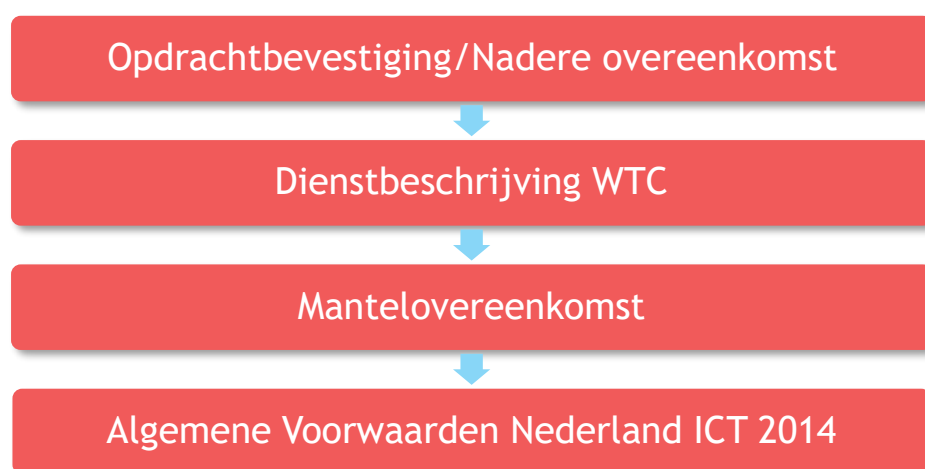 Opdrachtbevestiging/Nadere overeenkomst
Dienstbeschrijving WTC
Mantelovereenkomst
Algemene Voorwaarden Nederland ICT 2014